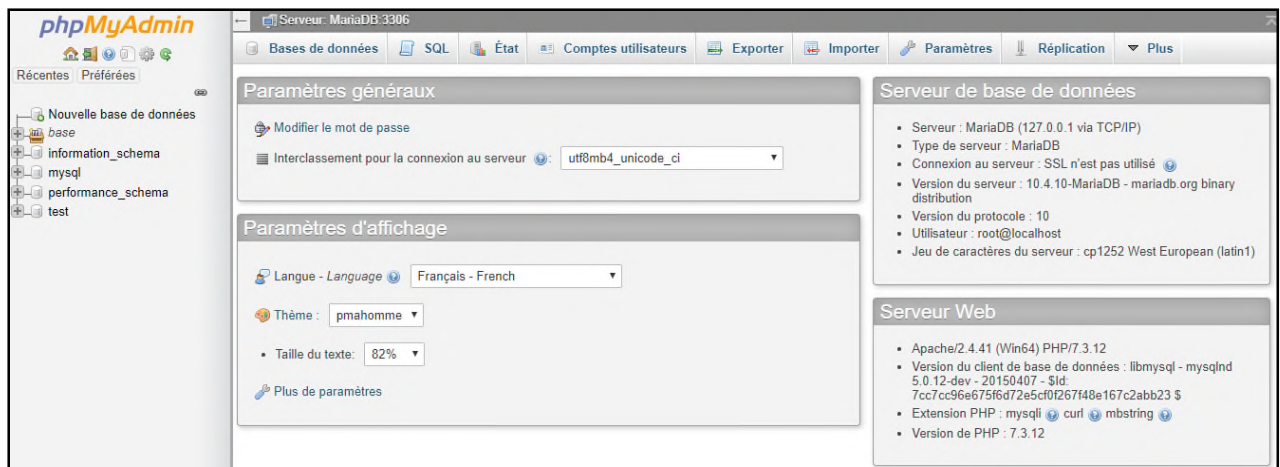 phpMyAdmin
Récentes Préférées
Nouvelle base de données
base
information_schema
mysql
performance_schema
test
Serveur: MariaDB:3306
Bases de données SQL État Comptes utilisateurs Exporter Importer Paramètres Réplication Plus
Paramètres généraux
Modifier le mot de passe
Interclassement pour la connexion au serveur : utf8mb4_unicode_ci
Paramètres d'affichage
Langue - Language Français - French
Thème : pmahomme
Taille du texte: 82%
Plus de paramètres
Serveur de base de données
Serveur : MariaDB (127.0.0.1 via TCP/IP)
Type de serveur : MariaDB
Connexion au serveur : SSL n'est pas utilisé
Version du serveur : 10.4.10-MariaDB - mariadb.org binary
distribution
Version du protocole : 10
Utilisateur : root@localhost
Jeu de caractères du serveur : cp1252 West European (latin1)
Serveur Web
Apache/2.4.41 (Win64) PHP/7.3.12
Version du client de base de données : libmysql - mysqlnd
5.0.12-dev - 20150407 - $Id:
7cc7cc96e675f6d72e5cf0f267f48e167c2abb23 $
Extension PHP : mysqli curl mbstring
Version de PHP : 7.3.12